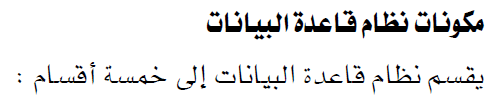 مكونات نظام قاعدة البيانات
يقسم نظام قاعدة البيانات إلى خمسة أقسام :